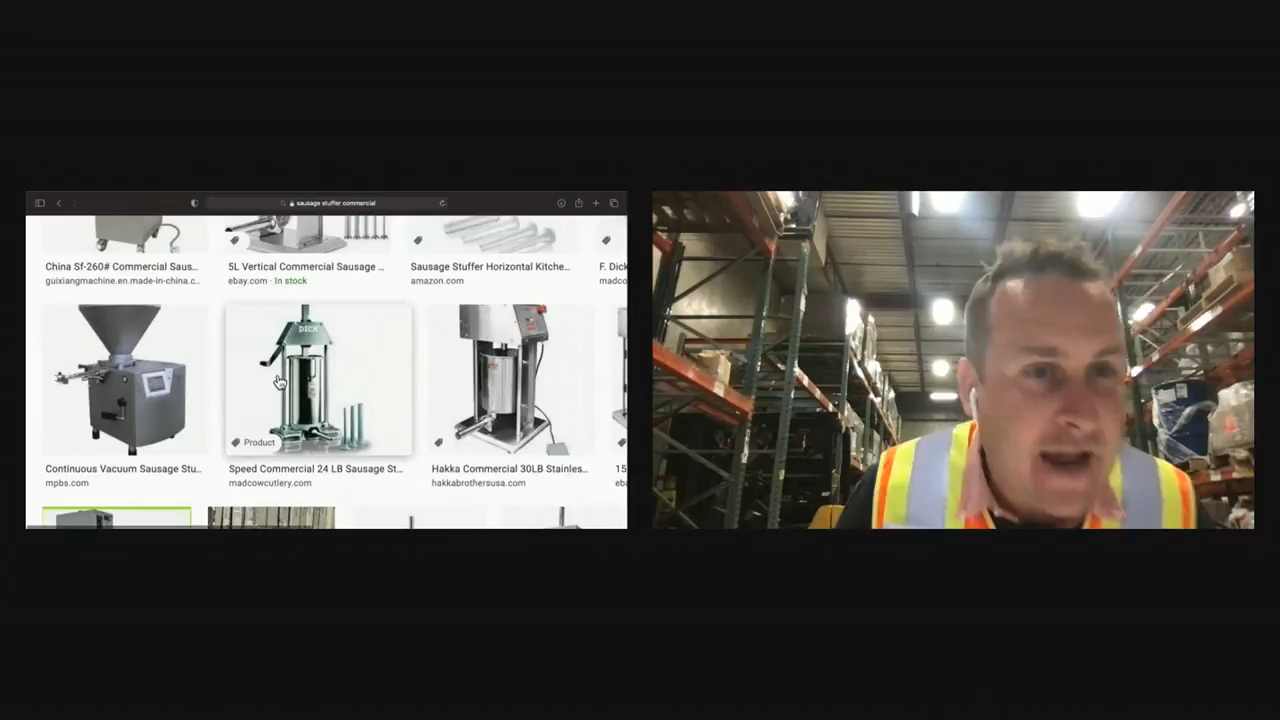 sausage stuffer commercial
China Sf-260# Commercial Saus...
guixiangmachine.en.made-in-china.c...
5L Vertical Commercial Sausage ...
ebay.com · In stock
Sausage Stuffer Horizontal Kitche...
amazon.com
F. Dick
madco
DICK
Product
Continuous Vacuum Sausage Stu...
mpbs.com
Speed Commercial 24 LB Sausage St...
madcowcutlery.com
Hakka Commercial 30LB Stainles...
hakkabrothersusa.com
15
eba